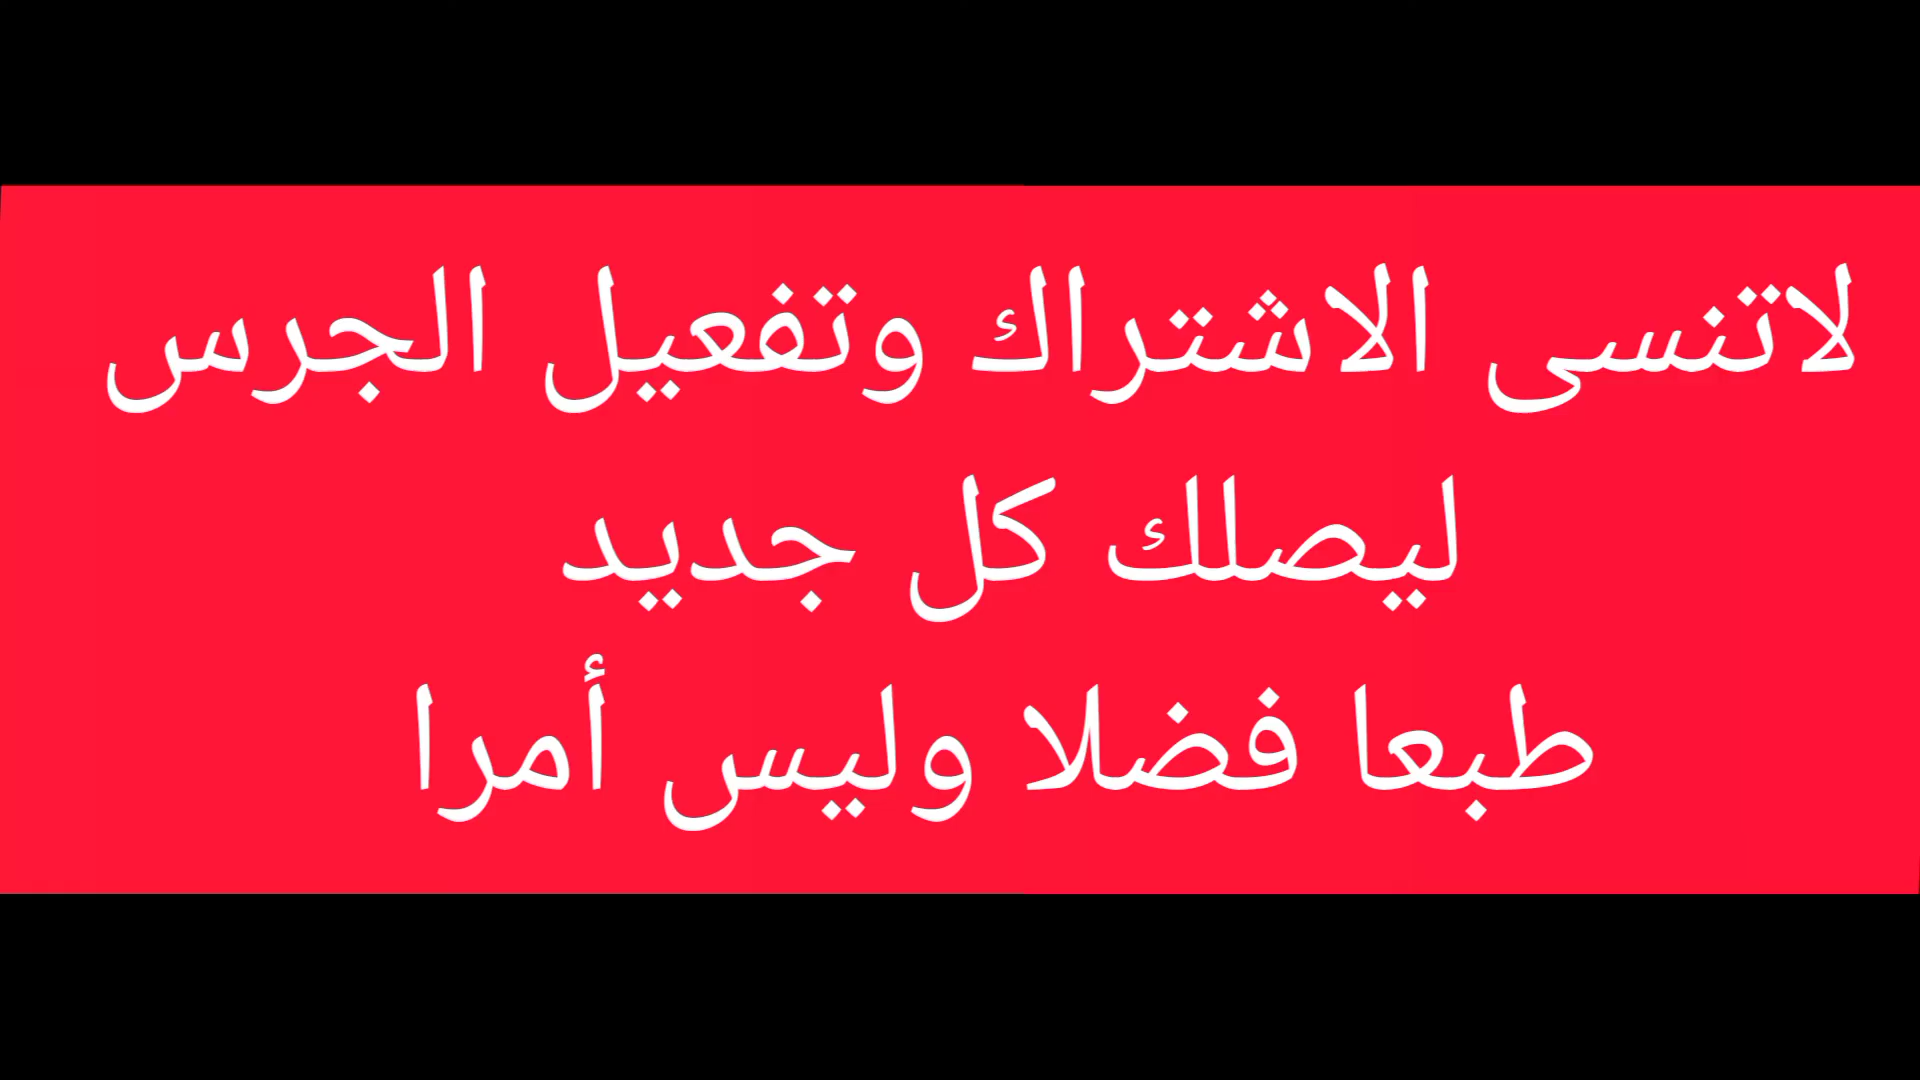 لاتنسى الاشتراك وتفعيل الجرس
ليصلك كل جديد
طبعا فضلا وليس أمرا